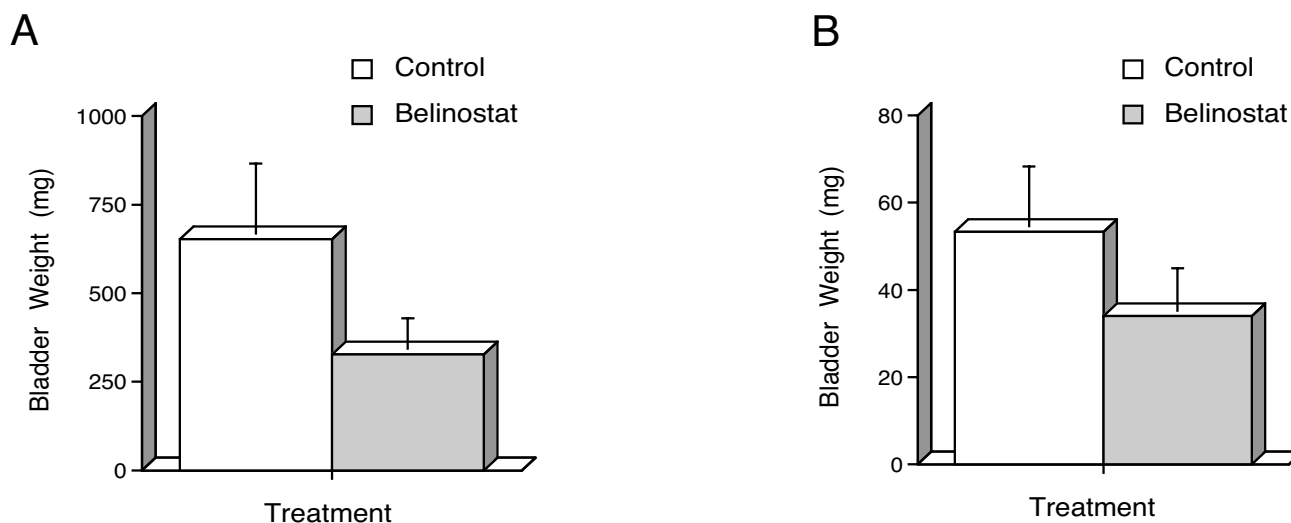 A
Control
Belinostat
1000
750
500
250
0
Bladder Weight (mg)
Treatment
B
Control
Belinostat
80
60
40
20
0
Bladder Weight (mg)
Treatment